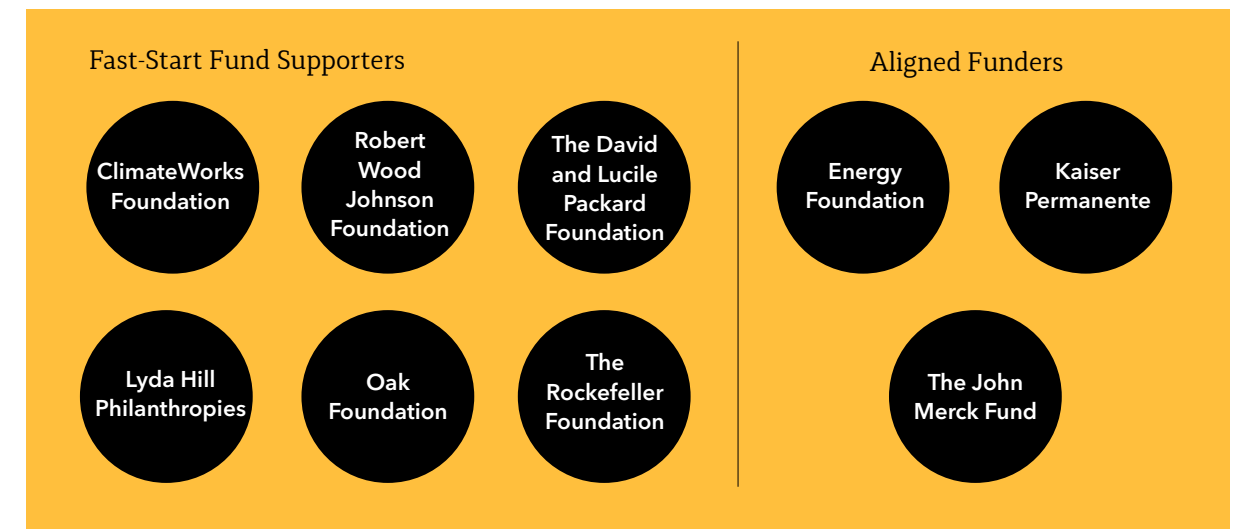 Fast-Start Fund Supporters
ClimateWorks
Foundation
Robert
Wood
Johnson
Foundation
The David
and Lucile
Packard
Foundation
Lyda Hill
Philanthropies
Oak
Foundation
The
Rockefeller
Foundation
Aligned Funders
Energy
Foundation
Kaiser
Permanente
The John
Merck Fund